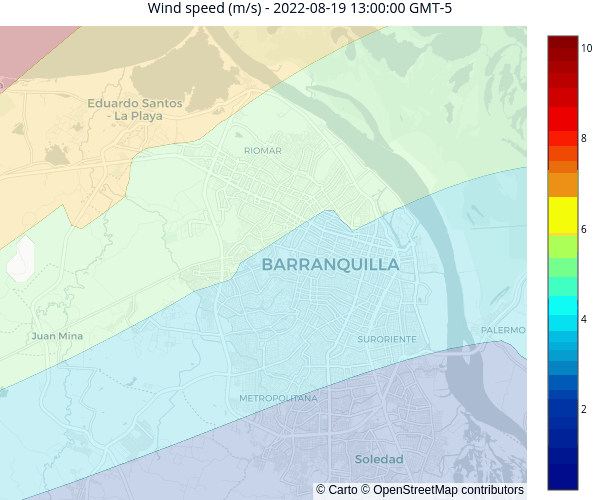 Wind speed (m/s) - 2022-08-19 13:00:00 GMT-5
10
Eduardo Santos
- La Playa
8
RIOMAR
6
BARRANQUILLA
4
Juan Mina
SURORIENTE
PALERMO
METROPOLITANA
2
Soledad
© Carto © OpenStreetMap contributors